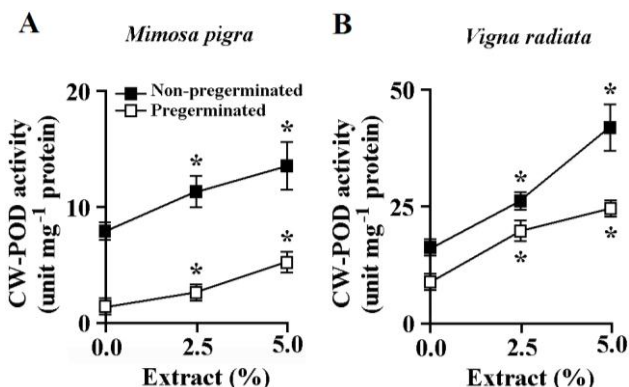 A
Mimosa pigra
B
Vigna radiata
CW-POD activity
(unit mg⁻¹ protein)
20
10
0
Non-pregerminated
Pregerminated
*
*
*
*
0.0
2.5
5.0
Extract (%)
CW-POD activity
(unit mg⁻¹ protein)
50
25
0
*
*
*
*
0.0
2.5
5.0
Extract (%)